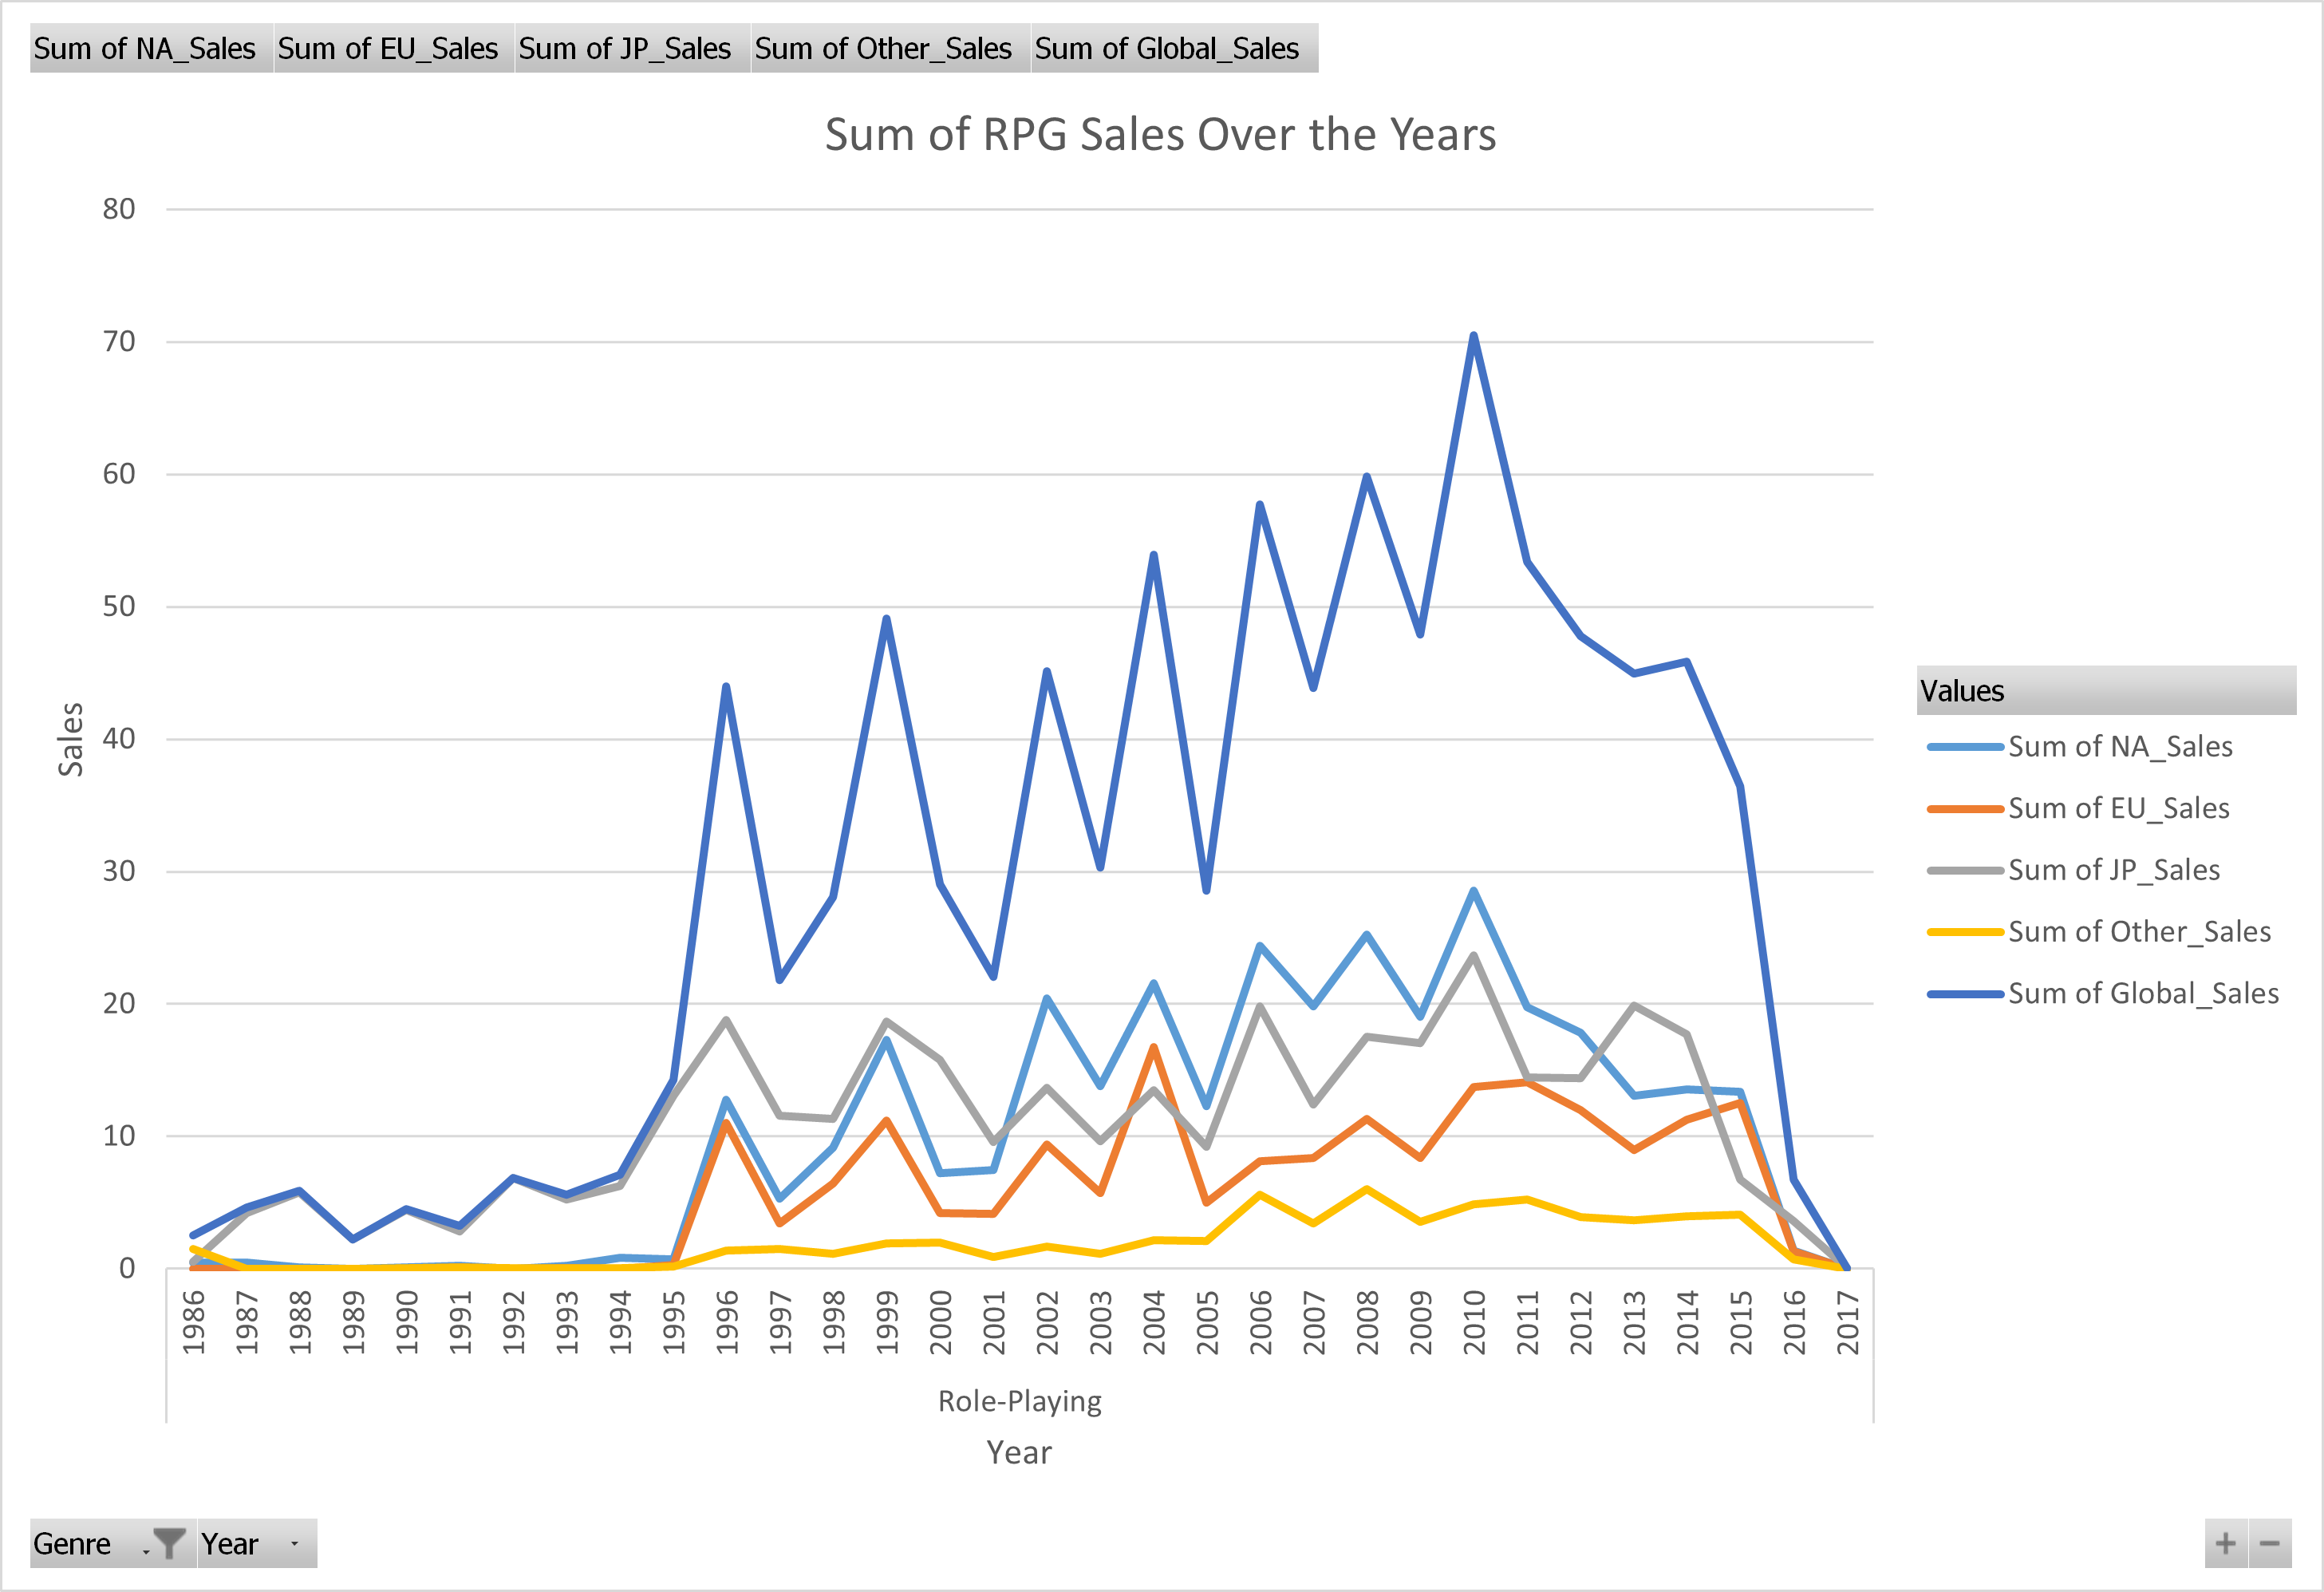 Sum of NA_Sales Sum of EU_Sales Sum of JP_Sales Sum of Other_Sales Sum of Global_Sales
Sum of RPG Sales Over the Years
80
70
60
50
40
30
20
10
0
Sales
1986 1987 1988 1989 1990 1991 1992 1993 1994 1995 1996 1997 1998 1999 2000 2001 2002 2003 2004 2005 2006 2007 2008 2009 2010 2011 2012 2013 2014 2015 2016 2017
Role-Playing
Year
Values
Sum of NA_Sales
Sum of EU_Sales
Sum of JP_Sales
Sum of Other_Sales
Sum of Global_Sales
Genre Year
+ −